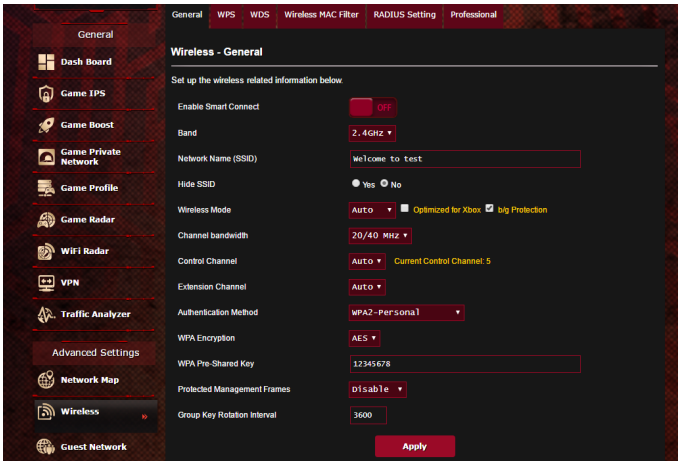 General WPS WDS Wireless MAC Filter RADIUS Setting Professional
General
Dash Board
Game IPS
Game Boost
Game Private
Network
Game Profile
Game Radar
WiFi Radar
VPN
Traffic Analyzer
Advanced Settings
Network Map
Wireless »
Guest Network
Wireless - General
Set up the wireless related information below.
Enable Smart Connect OFF
Band 2.4GHz
Network Name (SSID) Welcome to test
Hide SSID Yes No
Wireless Mode Auto Optimized for Xbox b/g Protection
Channel bandwidth 20/40 MHz
Control Channel Auto Current Control Channel: 5
Extension Channel Auto
Authentication Method WPA2-Personal
WPA Encryption AES
WPA Pre-Shared Key 12345678
Protected Management Frames Disable
Group Key Rotation Interval 3600
Apply